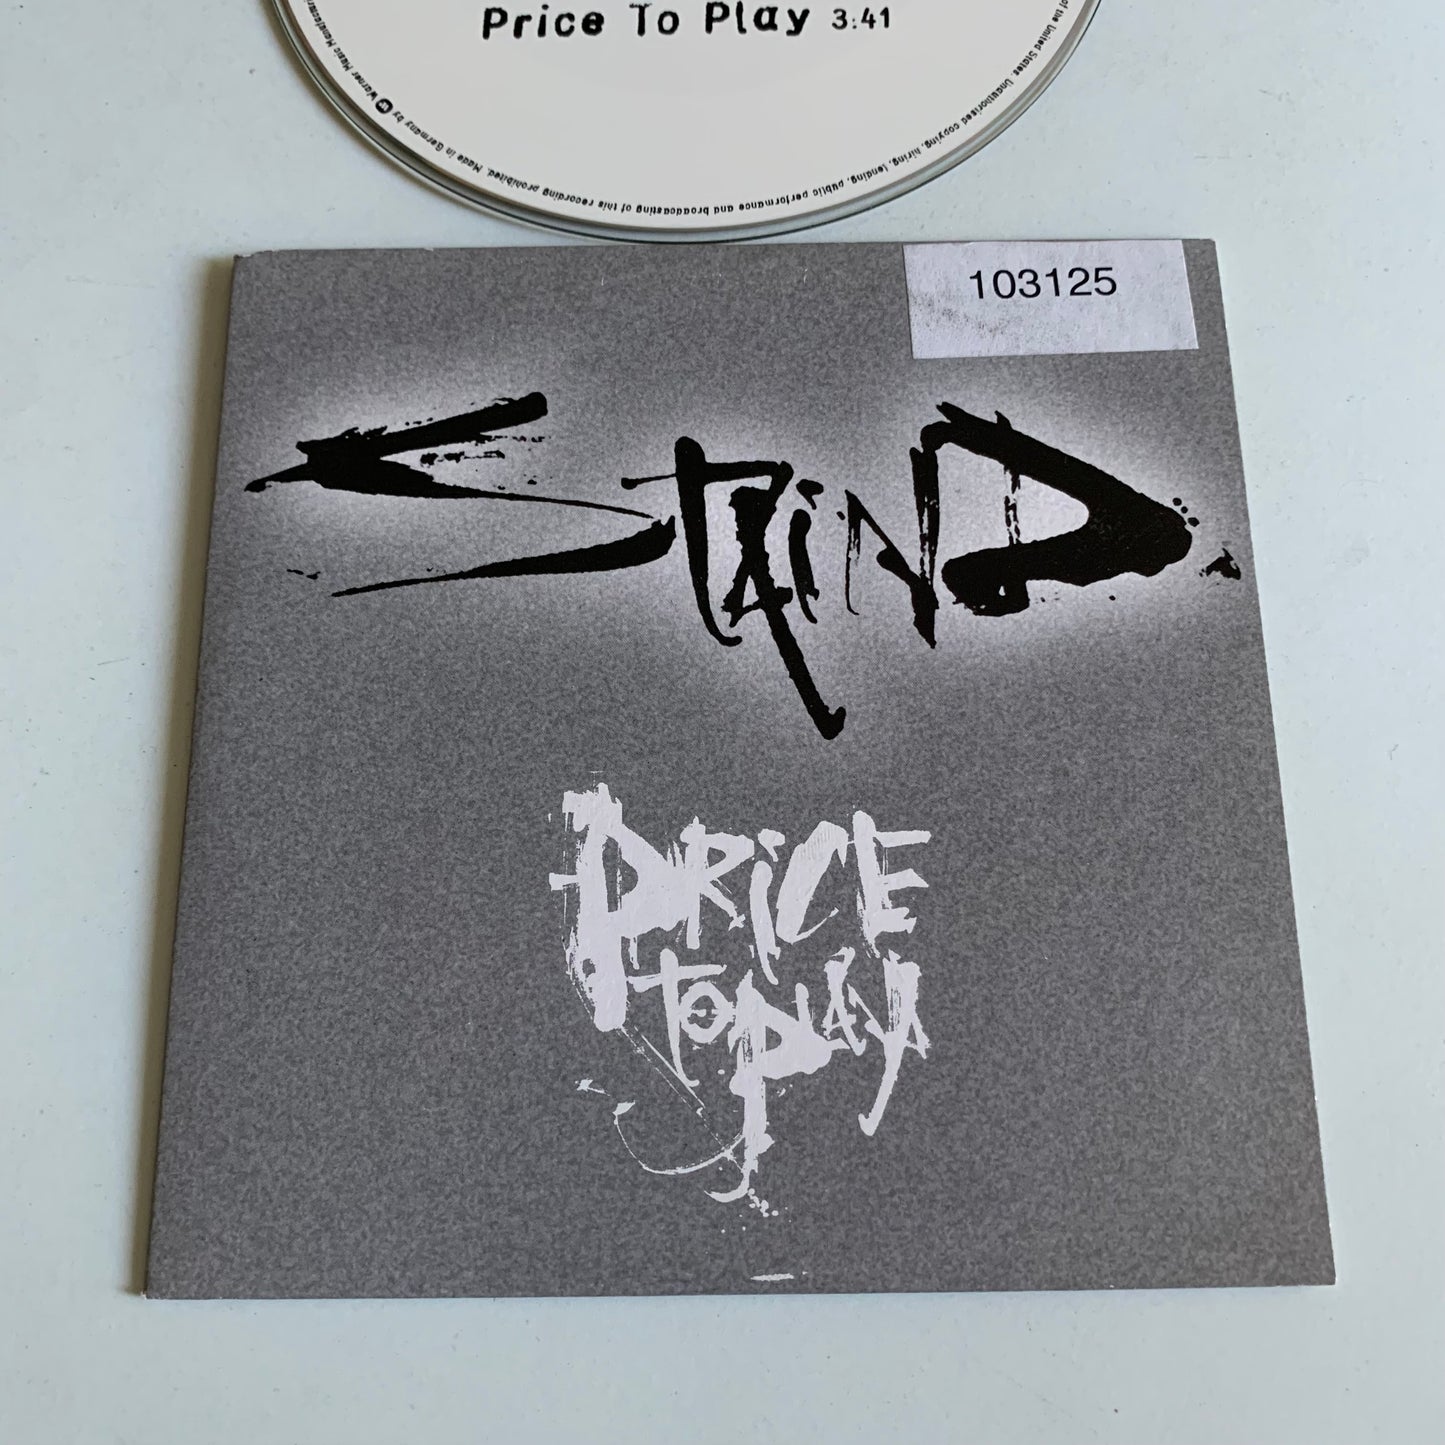 Price To Play 3:41
of the United States. Unauthorised copying, hiring, lending, public performance and broadcasting of this recording prohibited. Made in Germany by Warner Music Manufacturing
103125
STAIND
PRiCE
TO PLAY